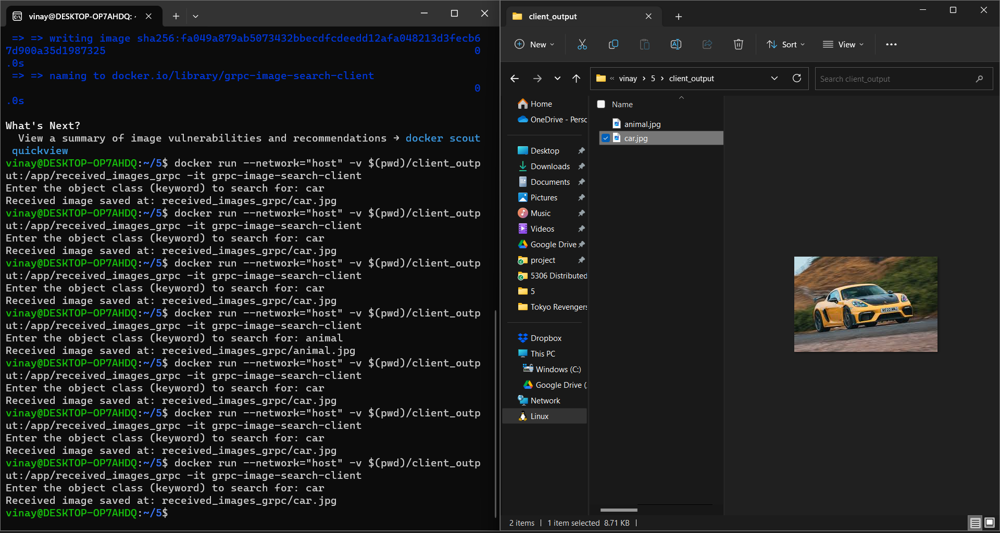 vinay@DESKTOP-OP7AHDQ: ~
=> => writing image sha256:fa049a879ab5073432bbecdfcdeedd12afa048213d3fecb6
7d900a35d1987325 0
.0s
=> => naming to docker.io/library/grpc-image-search-client
0
.0s
What's Next?
View a summary of image vulnerabilities and recommendations → docker scout
quickview
vinay@DESKTOP-OP7AHDQ:~/5$ docker run --network="host" -v $(pwd)/client_outp
ut:/app/received_images_grpc -it grpc-image-search-client
Enter the object class (keyword) to search for: car
Received image saved at: received_images_grpc/car.jpg
vinay@DESKTOP-OP7AHDQ:~/5$ docker run --network="host" -v $(pwd)/client_outp
ut:/app/received_images_grpc -it grpc-image-search-client
Enter the object class (keyword) to search for: car
Received image saved at: received_images_grpc/car.jpg
vinay@DESKTOP-OP7AHDQ:~/5$ docker run --network="host" -v $(pwd)/client_outp
ut:/app/received_images_grpc -it grpc-image-search-client
Enter the object class (keyword) to search for: car
Received image saved at: received_images_grpc/car.jpg
vinay@DESKTOP-OP7AHDQ:~/5$ docker run --network="host" -v $(pwd)/client_outp
ut:/app/received_images_grpc -it grpc-image-search-client
Enter the object class (keyword) to search for: animal
Received image saved at: received_images_grpc/animal.jpg
vinay@DESKTOP-OP7AHDQ:~/5$ docker run --network="host" -v $(pwd)/client_outp
ut:/app/received_images_grpc -it grpc-image-search-client
Enter the object class (keyword) to search for: car
Received image saved at: received_images_grpc/car.jpg
vinay@DESKTOP-OP7AHDQ:~/5$ docker run --network="host" -v $(pwd)/client_outp
ut:/app/received_images_grpc -it grpc-image-search-client
Enter the object class (keyword) to search for: car
Received image saved at: received_images_grpc/car.jpg
vinay@DESKTOP-OP7AHDQ:~/5$ docker run --network="host" -v $(pwd)/client_outp
ut:/app/received_images_grpc -it grpc-image-search-client
Enter the object class (keyword) to search for: car
Received image saved at: received_images_grpc/car.jpg
vinay@DESKTOP-OP7AHDQ:~/5$
client_output
New
Sort
View
« vinay > 5 > client_output
Search client_output
Home
OneDrive - Perso
Desktop
Downloads
Documents
Pictures
Music
Videos
Google Drive
project
5306 Distributed
5
Tokyo Revengers
Dropbox
This PC
Windows (C:)
Google Drive (
Network
Linux
Name
animal.jpg
car.jpg
RE22 NNJ
2 items | 1 item selected 8.71 KB |